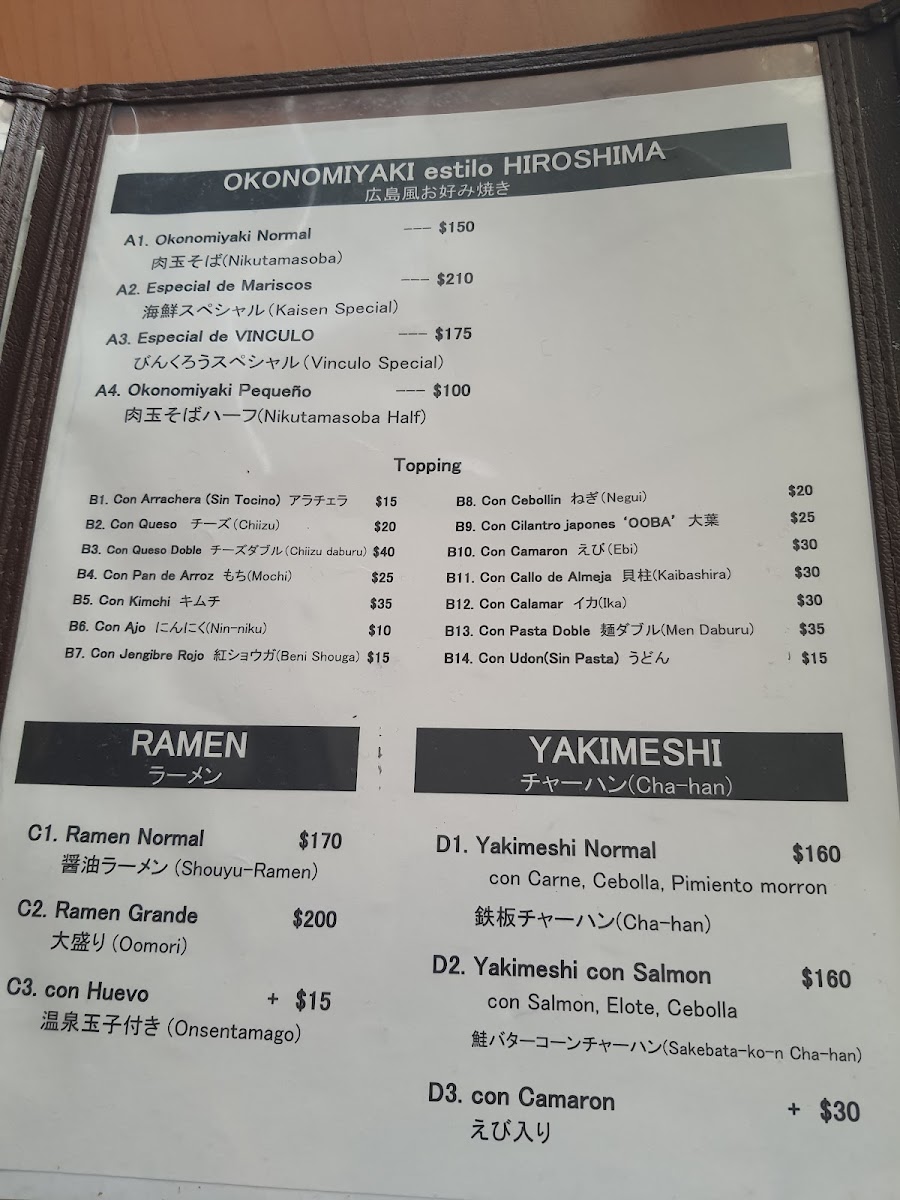 OKONOMIYAKI estilo HIROSHIMA
広島風お好み焼き
A1. Okonomiyaki Normal --- $150
肉玉そば(Nikutamasoba)
A2. Especial de Mariscos --- $210
海鮮スペシャル(Kaisen Special)
A3. Especial de VINCULO --- $175
びんくろうスペシャル(Vinculo Special)
A4. Okonomiyaki Pequeño --- $100
肉玉そばハーフ(Nikutamasoba Half)
Topping
B1. Con Arrachera (Sin Tocino) アラチェラ $15
B2. Con Queso チーズ(Chiizu) $20
B3. Con Queso Doble チーズダブル(Chiizu daburu) $40
B4. Con Pan de Arroz もち(Mochi) $25
B5. Con Kimchi キムチ $35
B6. Con Ajo にんにく(Nin-niku) $10
B7. Con Jengibre Rojo 紅ショウガ(Beni Shouga) $15
B8. Con Cebollin ねぎ(Negui) $20
B9. Con Cilantro japones 'OOBA' 大葉 $25
B10. Con Camaron えび(Ebi) $30
B11. Con Callo de Almeja 貝柱(Kaibashira) $30
B12. Con Calamar イカ(Ika) $30
B13. Con Pasta Doble 麺ダブル(Men Daburu) $35
B14. Con Udon(Sin Pasta) うどん $15
RAMEN
ラーメン
C1. Ramen Normal $170
醤油ラーメン (Shouyu-Ramen)
C2. Ramen Grande $200
大盛り (Oomori)
C3. con Huevo + $15
温泉玉子付き (Onsentamago)
YAKIMESHI
チャーハン(Cha-han)
D1. Yakimeshi Normal $160
con Carne, Cebolla, Pimiento morron
鉄板チャーハン(Cha-han)
D2. Yakimeshi con Salmon $160
con Salmon, Elote, Cebolla
鮭バターコーンチャーハン(Sakebata-ko-n Cha-han)
D3. con Camaron + $30
えび入り